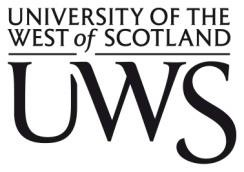 UNIVERSITY OF THE
WEST of SCOTLAND
UWS